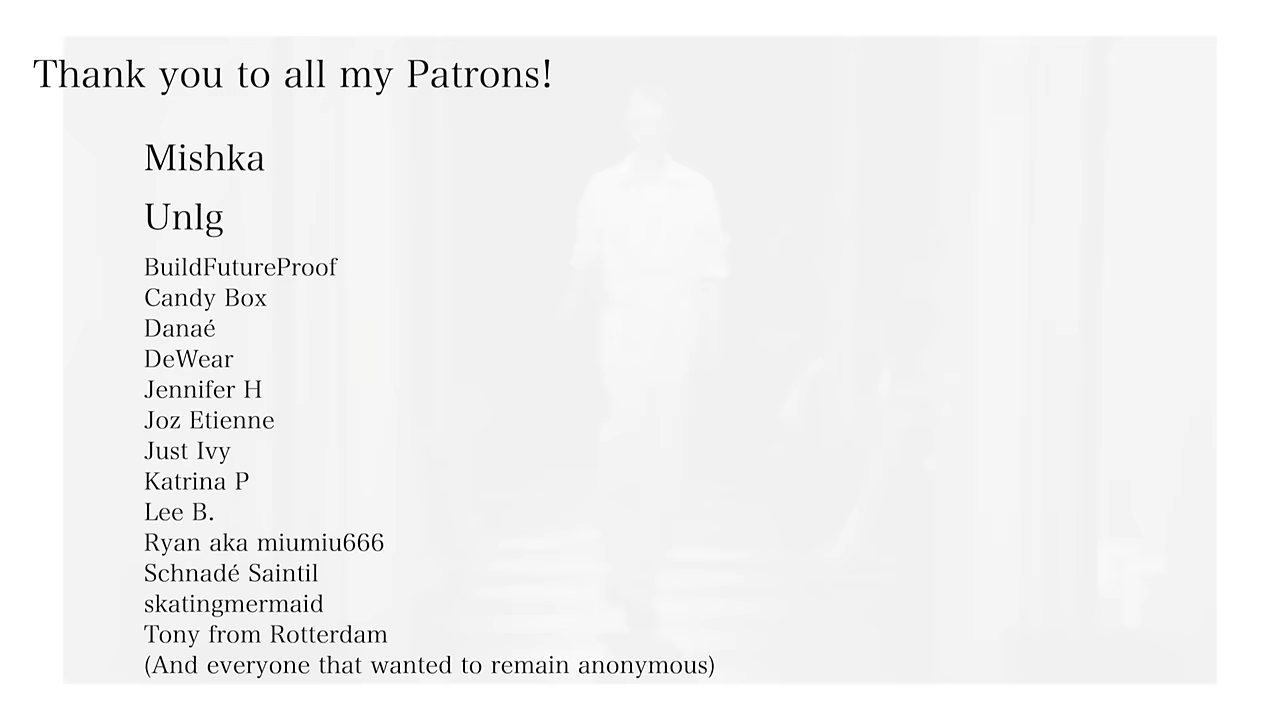 Thank you to all my Patrons!
Mishka
Unlg
BuildFutureProof
Candy Box
Danaé
DeWear
Jennifer H
Joz Etienne
Just Ivy
Katrina P
Lee B.
Ryan aka miumiu666
Schnadé Saintil
skatingmermaid
Tony from Rotterdam
(And everyone that wanted to remain anonymous)